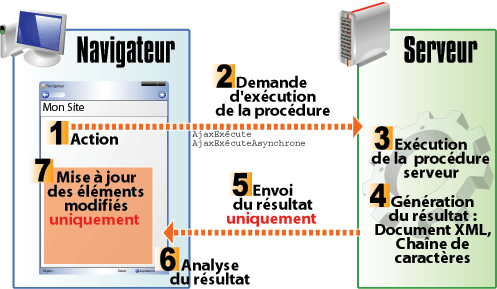 Navigateur
Serveur
Navigateur
Mon Site
1 Action
2 Demande
d'exécution
de la procédure
AjaxExécute
AjaxExécuteAsynchrone
3 Exécution
de la procédure
serveur
4 Génération
du résultat :
Document XML,
Chaîne de
caractères
5 Envoi
du résultat
uniquement
6 Analyse
du résultat
7 Mise à jour
des éléments
modifiés
uniquement